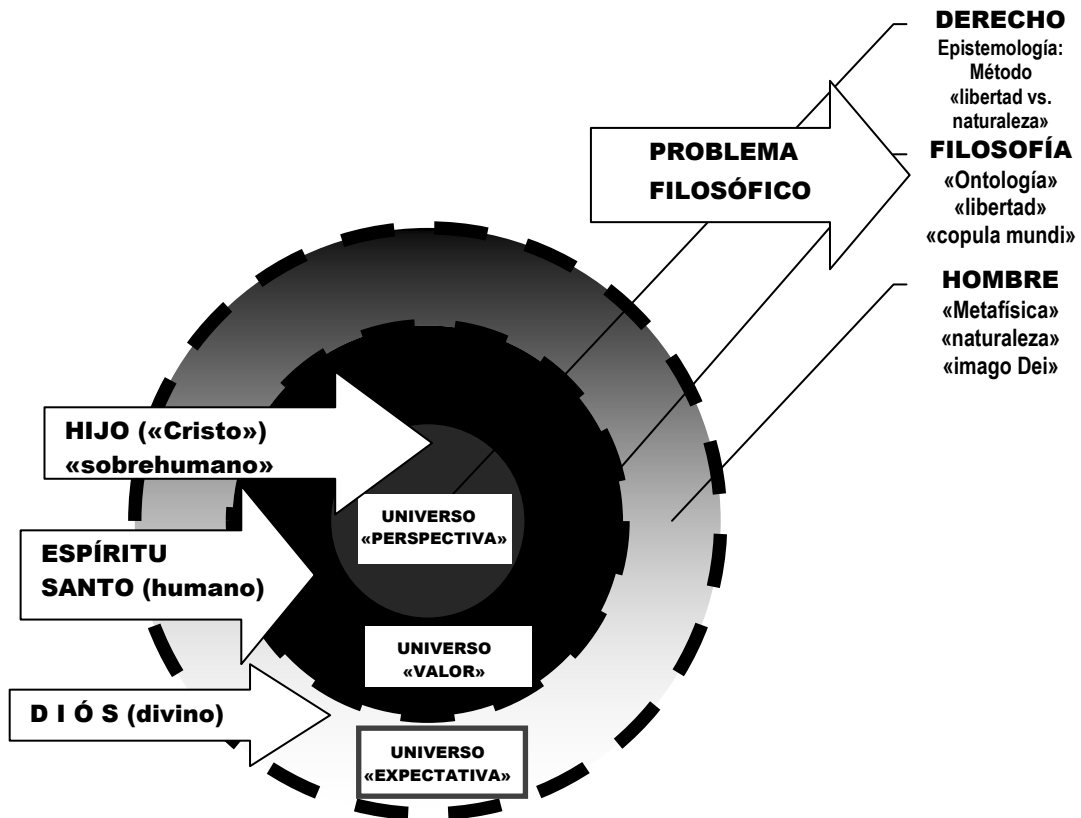 DERECHO
Epistemología:
Método
«libertad vs.
naturaleza»
PROBLEMA
FILOSÓFICO
FILOSOFÍA
«Ontología»
«libertad»
«copula mundi»
HOMBRE
«Metafísica»
«naturaleza»
«imago Dei»
HIJO («Cristo»)
«sobrehumano»
UNIVERSO
«PERSPECTIVA»
ESPÍRITU
SANTO (humano)
UNIVERSO
«VALOR»
D I Ó S (divino)
UNIVERSO
«EXPECTATIVA»